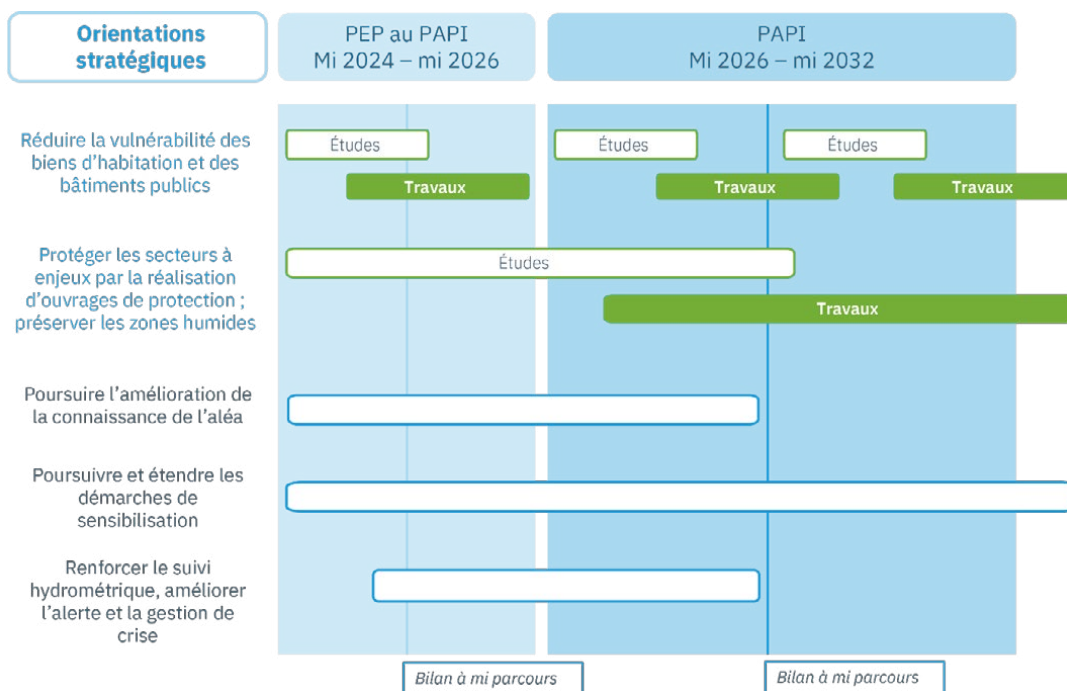 Orientations
stratégiques
PEP au PAPI
Mi 2024 – mi 2026
PAPI
Mi 2026 – mi 2032
Réduire la vulnérabilité des
biens d’habitation et des
bâtiments publics
Études
Études
Études
Travaux
Travaux
Travaux
Protéger les secteurs à
enjeux par la réalisation
d’ouvrages de protection ;
préserver les zones humides
Études
Travaux
Poursuire l’amélioration de
la connaissance de l’aléa
Poursuivre et étendre les
démarches de
sensibilisation
Renforcer le suivi
hydrométrique, améliorer
l’alerte et la gestion de
crise
Bilan à mi parcours
Bilan à mi parcours